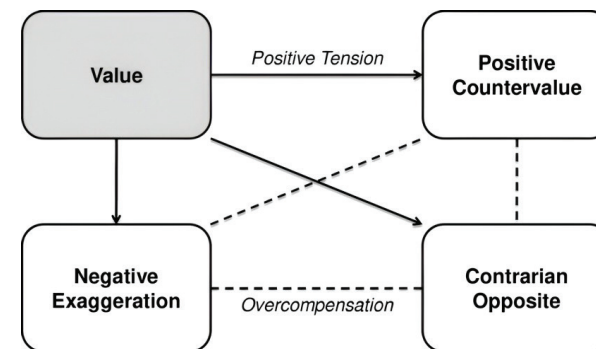 Value
Positive Tension
Positive
Countervalue
Negative
Exaggeration
Overcompensation
Contrarian
Opposite